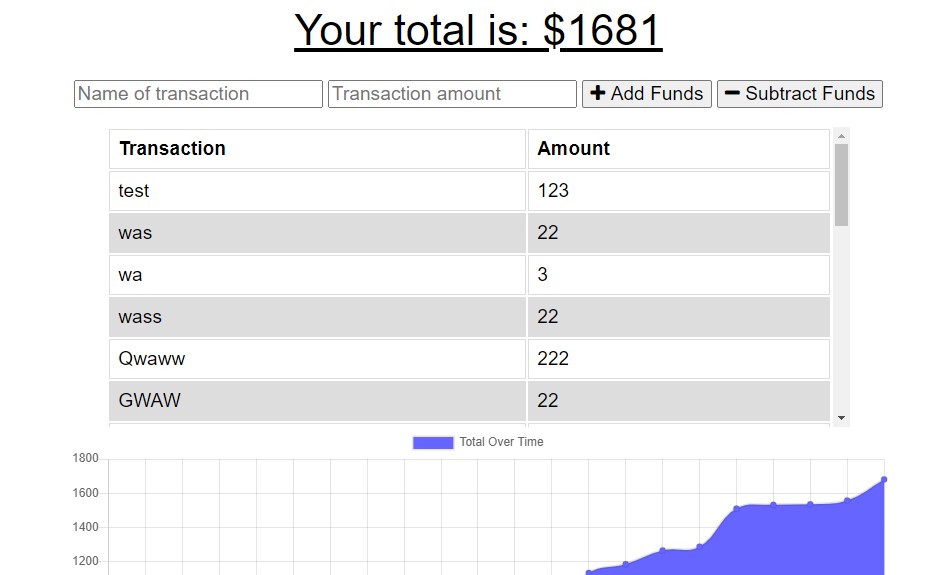 Your total is: $1681
Name of transaction Transaction amount Add Funds Subtract Funds
Transaction Amount
test 123
was 22
wa 3
wass 22
Qwaww 222
GWAW 22
Total Over Time
1800
1600
1400
1200